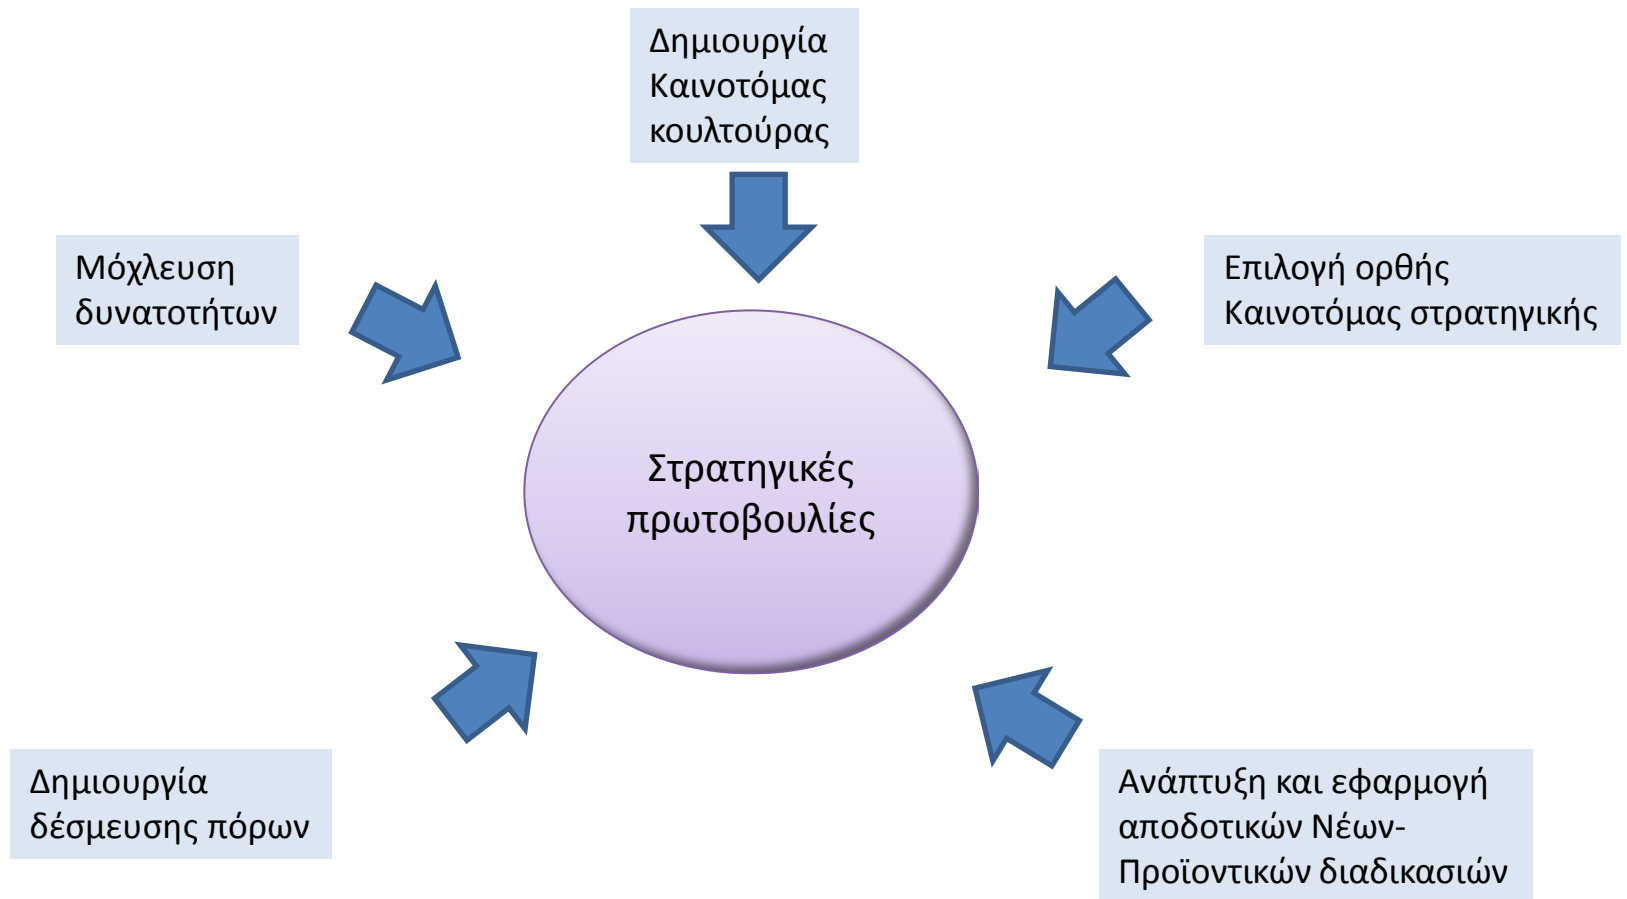 Δημιουργία
Καινοτόμας
κουλτούρας
Μόχλευση
δυνατοτήτων
Επιλογή ορθής
Καινοτόμας στρατηγικής
Στρατηγικές
πρωτοβουλίες
Δημιουργία
δέσμευσης πόρων
Ανάπτυξη και εφαρμογή
αποδοτικών Νέων-
Προϊοντικών διαδικασιών